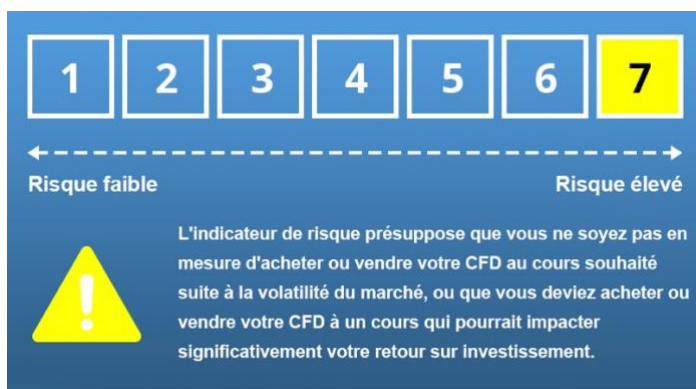 1 2 3 4 5 6 7
Risque faible Risque élevé
L'indicateur de risque présuppose que vous ne soyez pas en
mesure d'acheter ou vendre votre CFD au cours souhaité
suite à la volatilité du marché, ou que vous deviez acheter ou
vendre votre CFD à un cours qui pourrait impacter
significativement votre retour sur investissement.